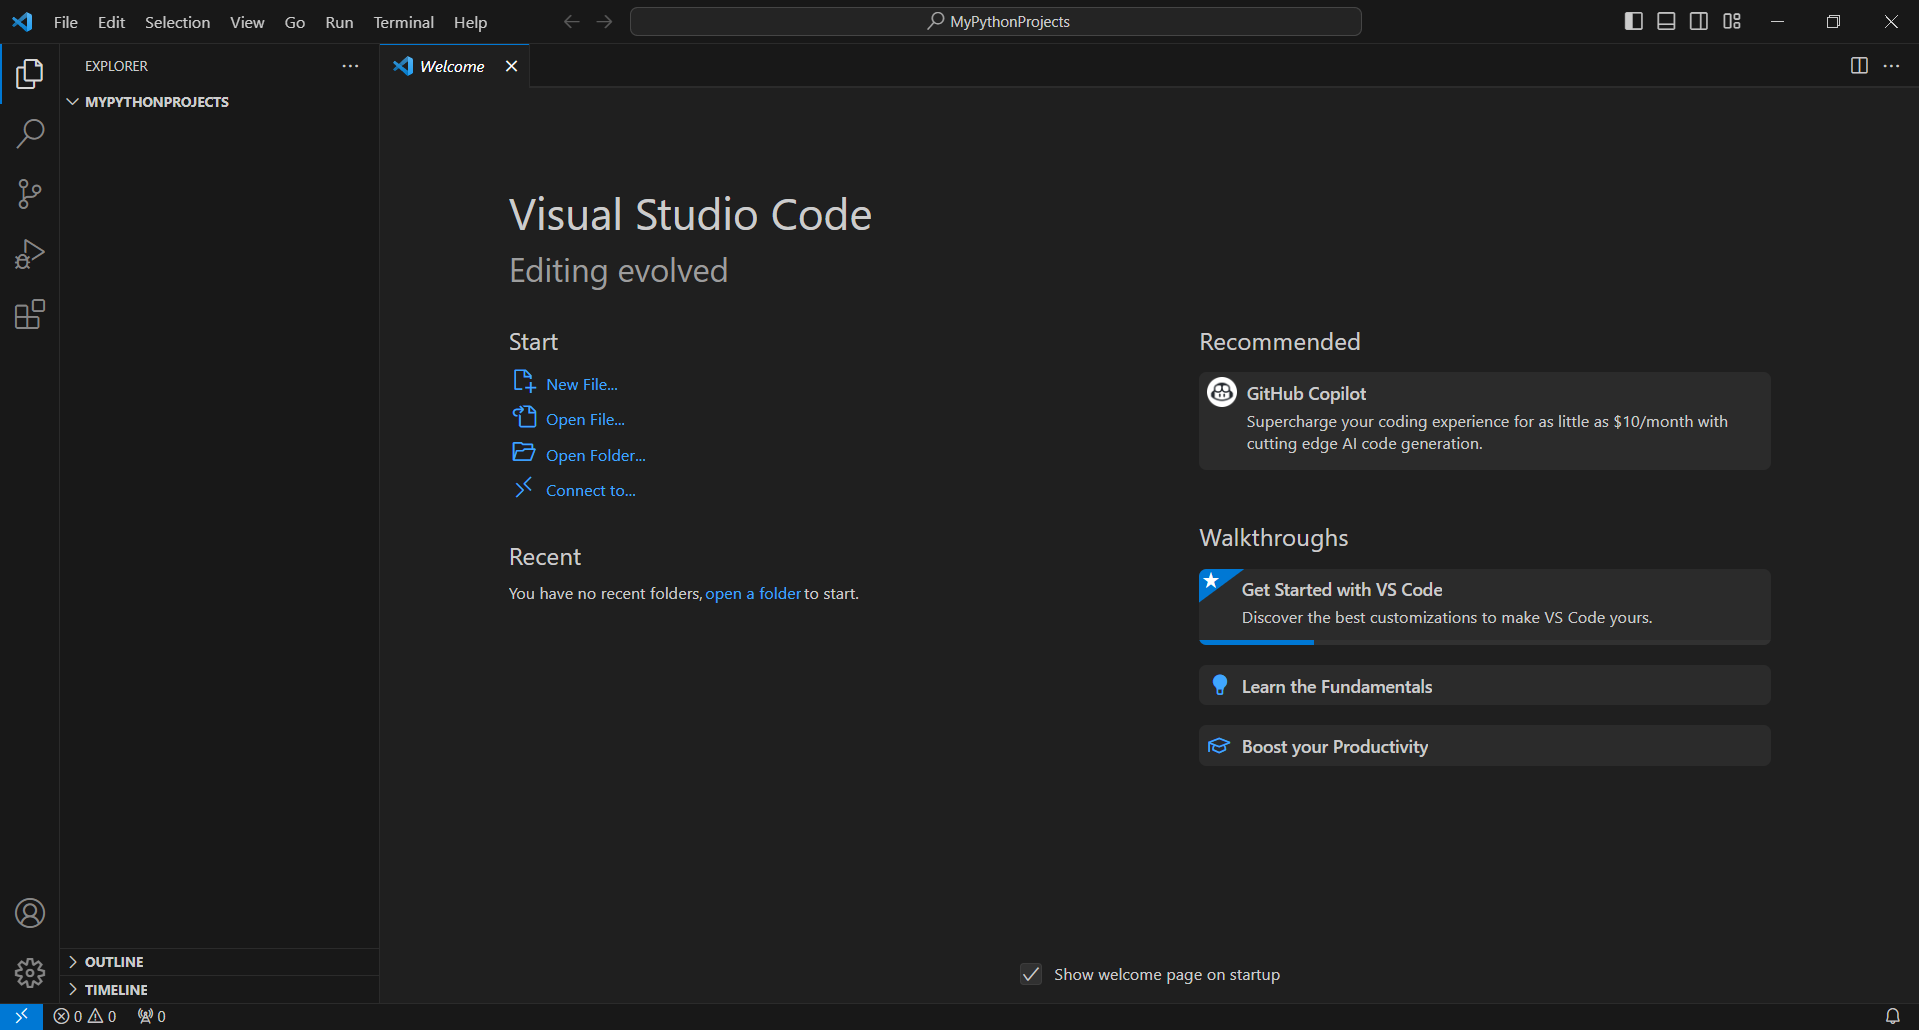 File Edit Selection View Go Run Terminal Help
MyPythonProjects
EXPLORER
MYPYTHONPROJECTS
Welcome
Visual Studio Code
Editing evolved
Start
New File...
Open File...
Open Folder...
Connect to...
Recent
You have no recent folders, open a folder to start.
Recommended
GitHub Copilot
Supercharge your coding experience for as little as $10/month with
cutting edge AI code generation.
Walkthroughs
Get Started with VS Code
Discover the best customizations to make VS Code yours.
Learn the Fundamentals
Boost your Productivity
OUTLINE
TIMELINE
Show welcome page on startup
0 0 0